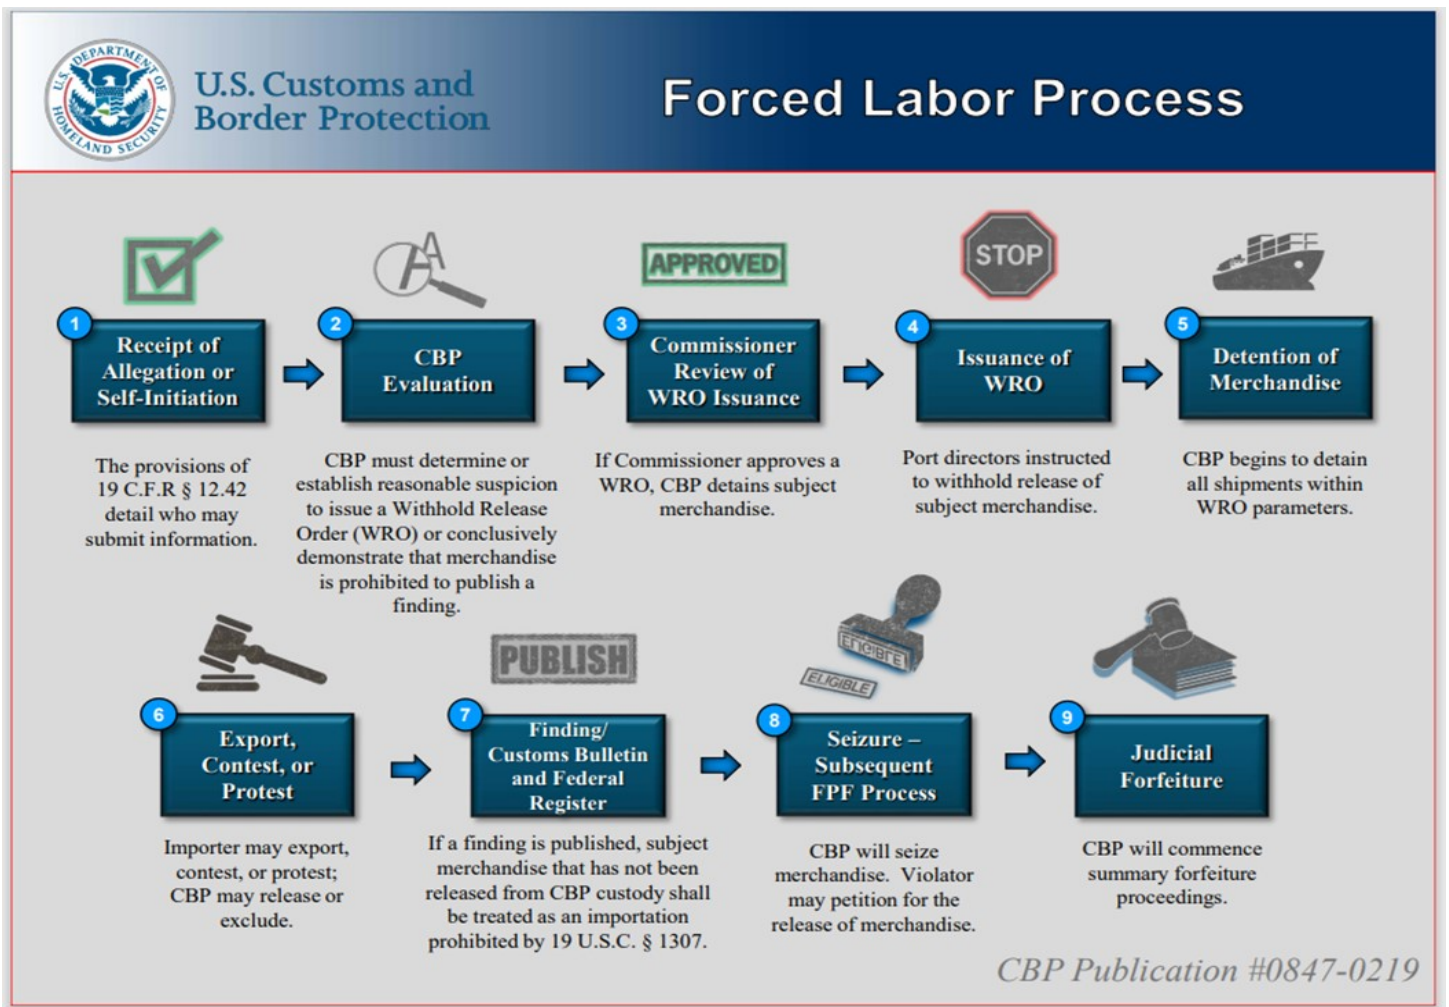 U.S. DEPARTMENT OF
HOMELAND SECURITY
U.S. Customs and
Border Protection
Forced Labor Process
1
Receipt of
Allegation or
Self-Initiation
The provisions of
19 C.F.R § 12.42
detail who may
submit information.
A
A
2
CBP
Evaluation
CBP must determine or
establish reasonable suspicion
to issue a Withhold Release
Order (WRO) or conclusively
demonstrate that merchandise
is prohibited to publish a
finding.
APPROVED
3
Commissioner
Review of
WRO Issuance
If Commissioner approves a
WRO, CBP detains subject
merchandise.
STOP
4
Issuance of
WRO
Port directors instructed
to withhold release of
subject merchandise.
5
Detention of
Merchandise
CBP begins to detain
all shipments within
WRO parameters.
6
Export,
Contest, or
Protest
Importer may export,
contest, or protest;
CBP may release or
exclude.
PUBLISH
7
Finding/
Customs Bulletin
and Federal
Register
If a finding is published, subject
merchandise that has not been
released from CBP custody shall
be treated as an importation
prohibited by 19 U.S.C. § 1307.
ELIGIBLE
ELIGIBLE
8
Seizure –
Subsequent
FPF Process
CBP will seize
merchandise. Violator
may petition for the
release of merchandise.
9
Judicial
Forfeiture
CBP will commence
summary forfeiture
proceedings.
CBP Publication #0847-0219